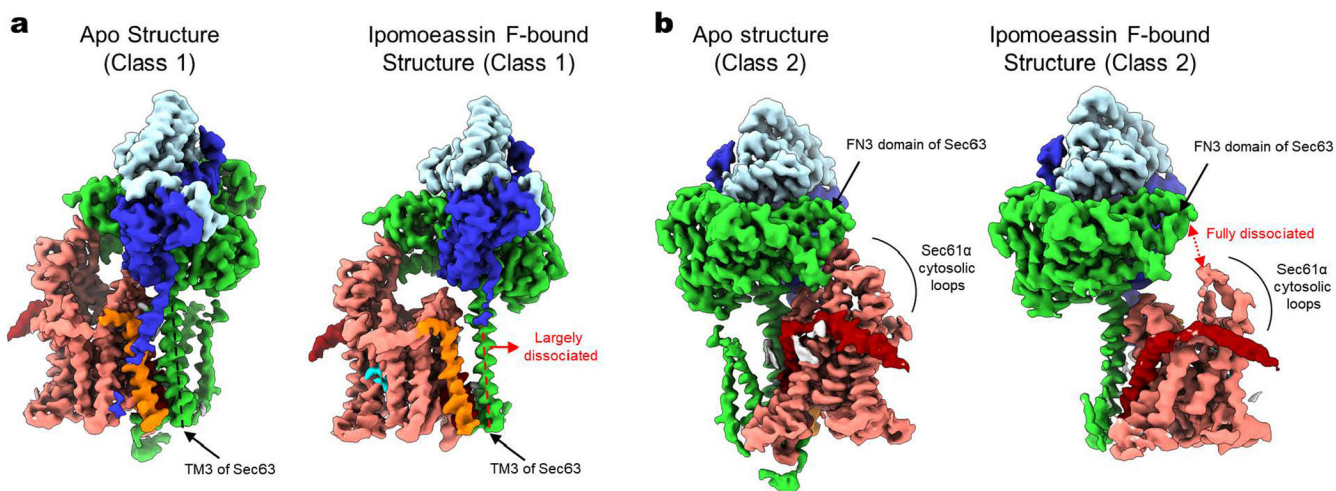 a
Apo Structure
(Class 1)
Ipomoeassin F-bound
Structure (Class 1)
Largely
dissociated
TM3 of Sec63
TM3 of Sec63
b
Apo structure
(Class 2)
Ipomoeassin F-bound
Structure (Class 2)
FN3 domain of Sec63
FN3 domain of Sec63
Sec61α
cytosolic
loops
Fully dissociated
Sec61α
cytosolic
loops